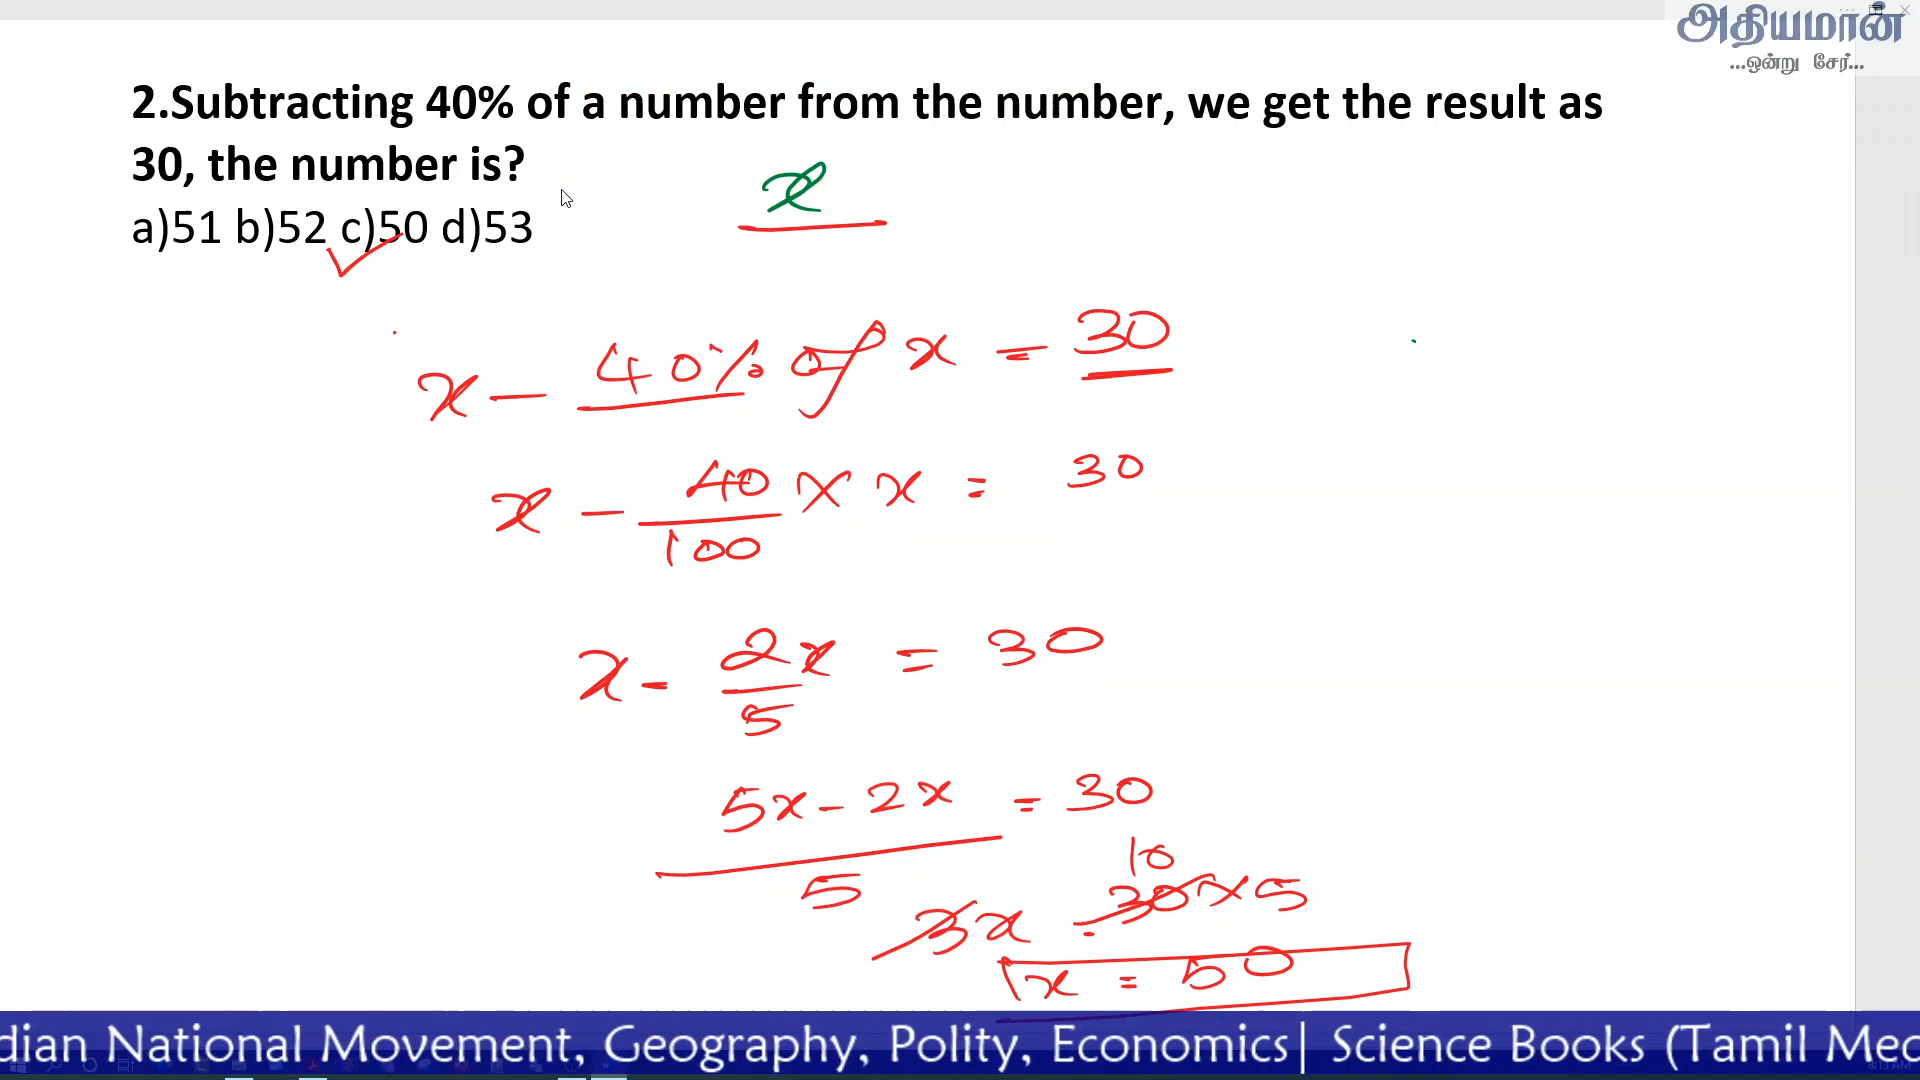 அதியமான்
...ஒன்று சேர்...
2.Subtracting 40% of a number from the number, we get the result as
30, the number is?
a)51 b)52 c)50 d)53
x
x - 40% of x = 30
x - 40/100 × x = 30
x - 2x/5 = 30
5x - 2x / 5 = 30
10
3x = 30 × 5
x = 50
dian National Movement, Geography, Polity, Economics| Science Books (Tamil Med